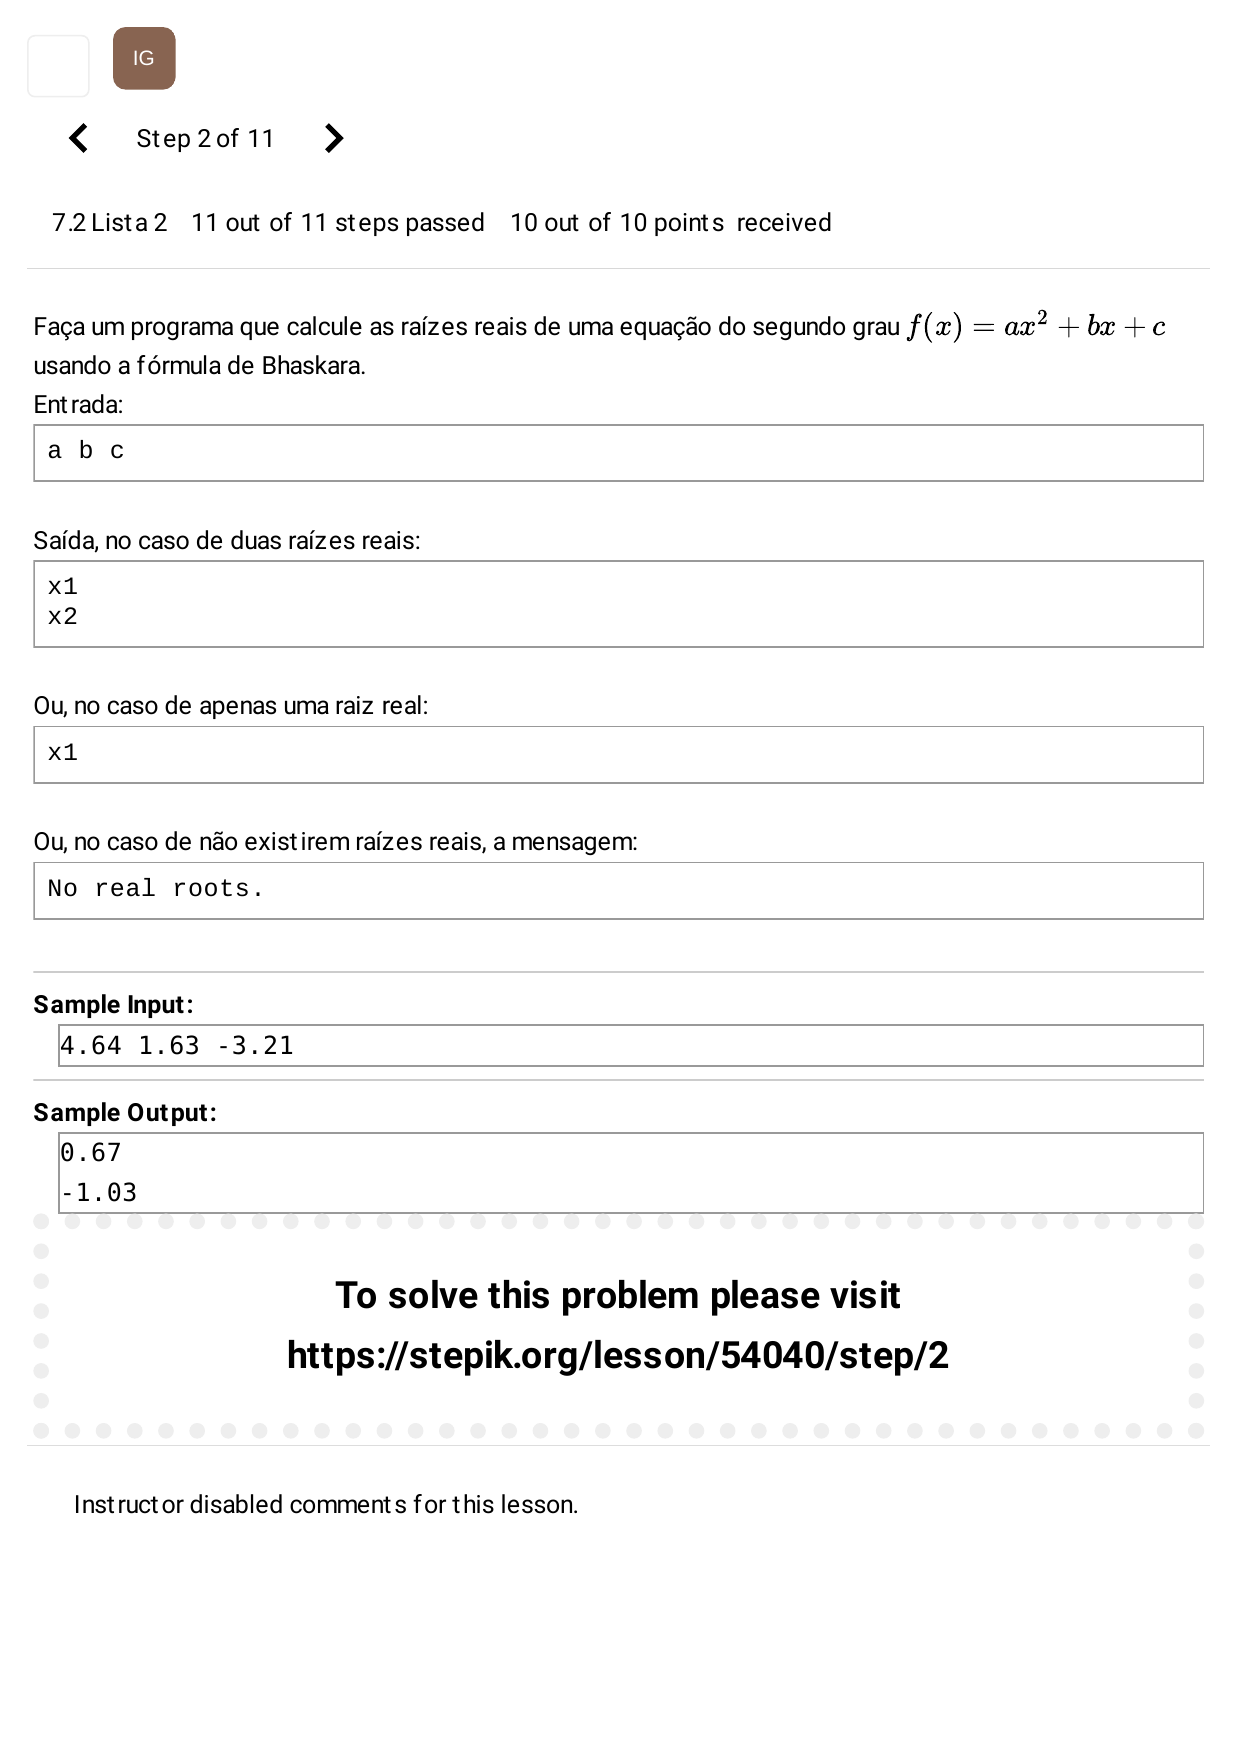 IG
Step 2 of 11
7.2 Lista 2 11 out of 11 steps passed 10 out of 10 points received
Faça um programa que calcule as raízes reais de uma equação do segundo grau f(x) = ax² + bx + c
usando a fórmula de Bhaskara.
Entrada:
a b c
Saída, no caso de duas raízes reais:
x1
x2
Ou, no caso de apenas uma raiz real:
x1
Ou, no caso de não existirem raízes reais, a mensagem:
No real roots.
Sample Input:
4.64 1.63 -3.21
Sample Output:
0.67
-1.03
To solve this problem please visit
https://stepik.org/lesson/54040/step/2
Instructor disabled comments for this lesson.